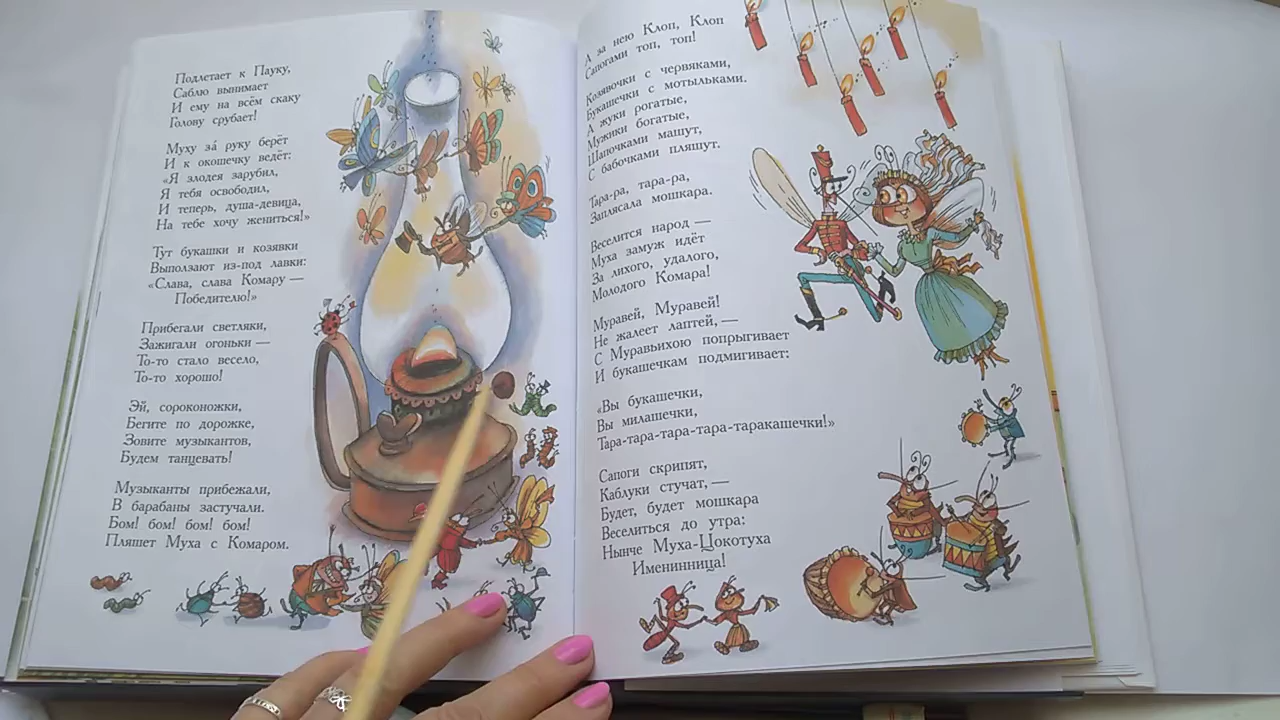 Подлетает к Пауку,
Саблю вынимает
И ему на всём скаку
Голову срубает!
Муху за́ руку берёт
И к окошечку ведёт:
«Я злодея зарубил,
Я тебя освободил,
И теперь, душа-девица,
На тебе хочу жениться!»
Тут букашки и козявки
Выползают из-под лавки:
«Слава, слава Комару —
Победителю!»
Прибегали светляки,
Зажигали огоньки —
То-то стало весело,
То-то хорошо!
Эй, сороконожки,
Бегите по дорожке,
Зовите музыкантов,
Будем танцевать!
Музыканты прибежали,
В барабаны застучали.
Бом! бом! бом! бом!
Пляшет Муха с Комаром.
А за нею Клоп, Клоп
Сапогами топ, топ!
Козявочки с червяками,
Букашечки с мотыльками.
А жуки рогатые,
Мужики богатые,
Шапочками машут,
С бабочками пляшут.
Тара-ра, тара-ра,
Заплясала мошкара.
Веселится народ —
Муха замуж идёт
За лихого, удалого,
Молодого Комара!
Муравей, Муравей!
Не жалеет лаптей, —
С Муравьихою попрыгивает
И букашечкам подмигивает:
«Вы букашечки,
Вы милашечки,
Тара-тара-тара-тара-таракашечки!»
Сапоги скрипят,
Каблуки стучат, —
Будет, будет мошкара
Веселиться до утра:
Нынче Муха-Цокотуха
Именинница!